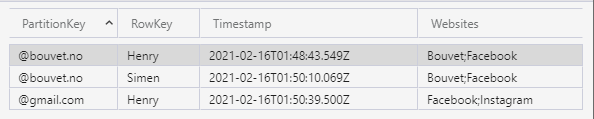 PartitionKey RowKey Timestamp Websites
@bouvet.no Henry 2021-02-16T01:48:43.549Z Bouvet;Facebook
@bouvet.no Simen 2021-02-16T01:50:10.069Z Bouvet;Facebook
@gmail.com Henry 2021-02-16T01:50:39.500Z Facebook;Instagram